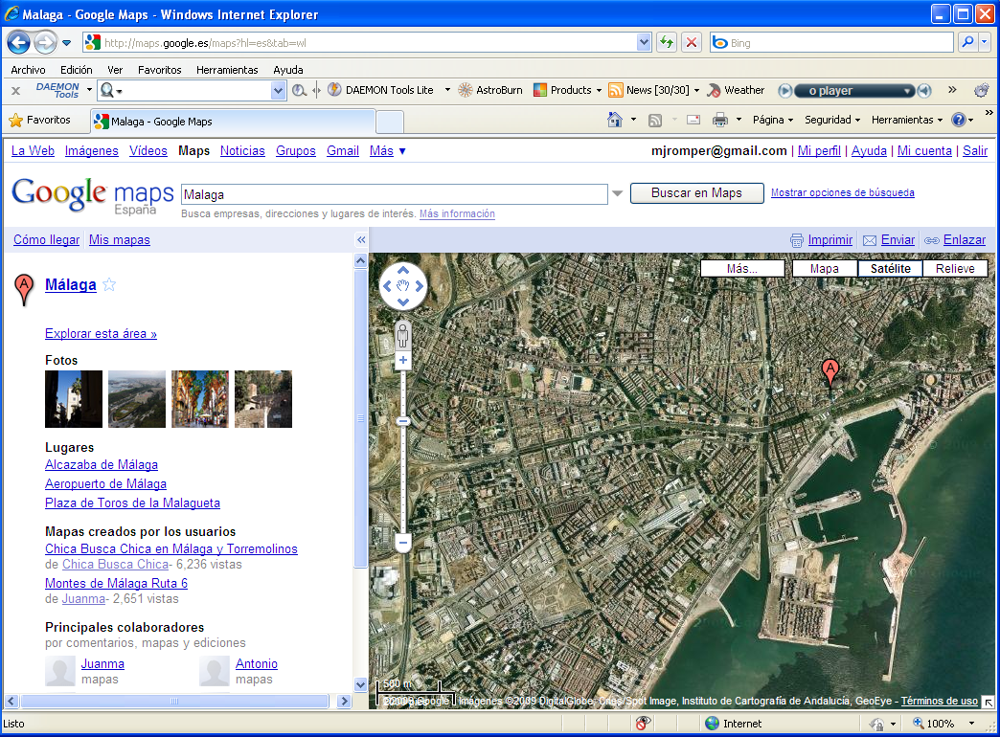 Malaga - Google Maps - Windows Internet Explorer
http://maps.google.es/maps?hl=es&tab=wl
Bing
Archivo Edición Ver Favoritos Herramientas Ayuda
x DAEMON Tools DAEMON Tools Lite AstroBurn Products News [30/30] Weather o player »
Favoritos Malaga - Google Maps Página Seguridad Herramientas »
La Web Imágenes Vídeos Maps Noticias Grupos Gmail Más ▼ mjromper@gmail.com | Mi perfil | Ayuda | Mi cuenta | Salir
Google maps España
Malaga Buscar en Maps Mostrar opciones de búsqueda
Busca empresas, direcciones y lugares de interés. Más información
Cómo llegar Mis mapas « Imprimir Enviar Enlazar
Más... Mapa Satélite Relieve
A Málaga
A
Explorar esta área »
Fotos
Lugares
Alcazaba de Málaga
Aeropuerto de Málaga
Plaza de Toros de la Malagueta
Mapas creados por los usuarios
Chica Busca Chica en Málaga y Torremolinos
de Chica Busca Chica- 6,236 vistas
Montes de Málaga Ruta 6
de Juanma- 2,651 vistas
Principales colaboradores
por comentarios, mapas y ediciones
Juanma Antonio
mapas mapas
500 m
©2009 Google Imágenes ©2009 DigitalGlobe, Cnes/Spot Image, Instituto de Cartografía de Andalucía, GeoEye - Términos de uso
Listo Internet 100%